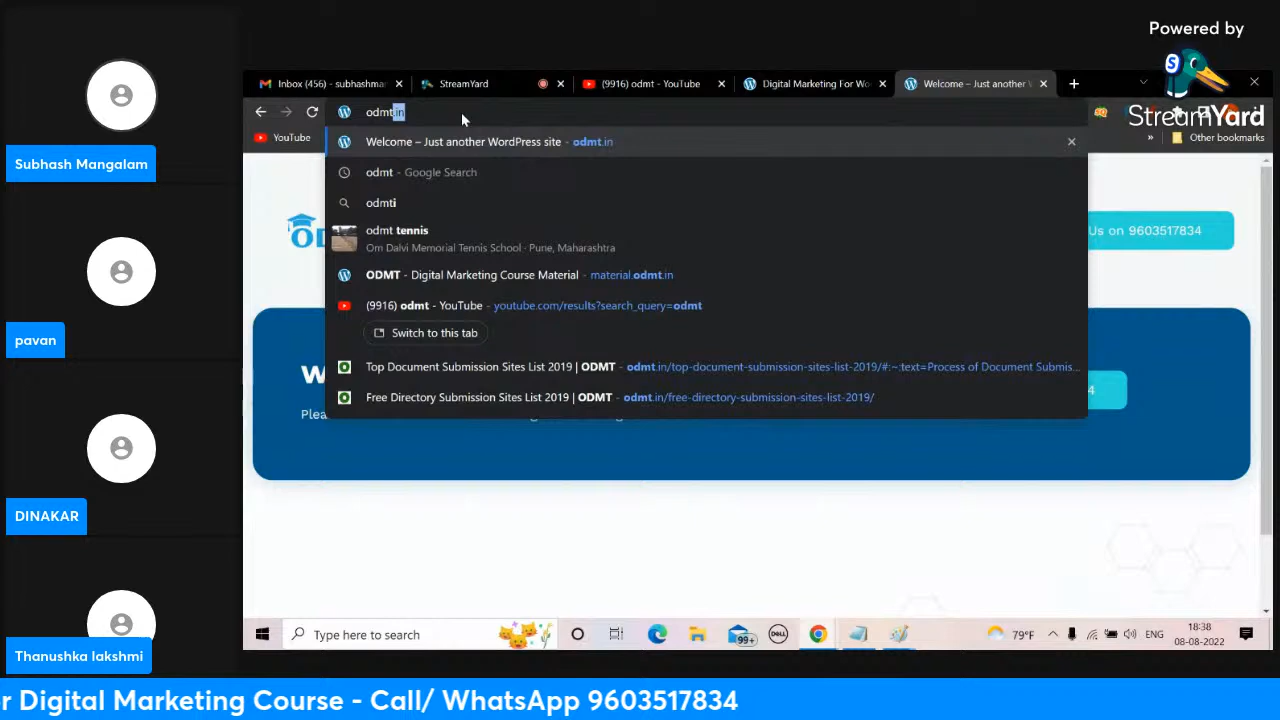 Powered by
StreamYard
Subhash Mangalam
pavan
DINAKAR
Thanushka lakshmi
Inbox (456) - subhashma
StreamYard
(9916) odmt - YouTube
Digital Marketing For Wo
Welcome – Just another W
odmt.in
YouTube
Other bookmarks
Welcome – Just another WordPress site - odmt.in
odmt - Google Search
odmti
odmt tennis
Om Dalvi Memorial Tennis School · Pune, Maharashtra
ODMT - Digital Marketing Course Material - material.odmt.in
(9916) odmt - YouTube - youtube.com/results?search_query=odmt
Switch to this tab
Top Document Submission Sites List 2019 | ODMT - odmt.in/top-document-submission-sites-list-2019/#:~:text=Process of Document Submis...
Free Directory Submission Sites List 2019 | ODMT - odmt.in/free-directory-submission-sites-list-2019/
OD
Us on 9603517834
W
Plea
4
Type here to search
99+
DELL
79°F
ENG
18:38
08-08-2022
r Digital Marketing Course - Call/ WhatsApp 9603517834